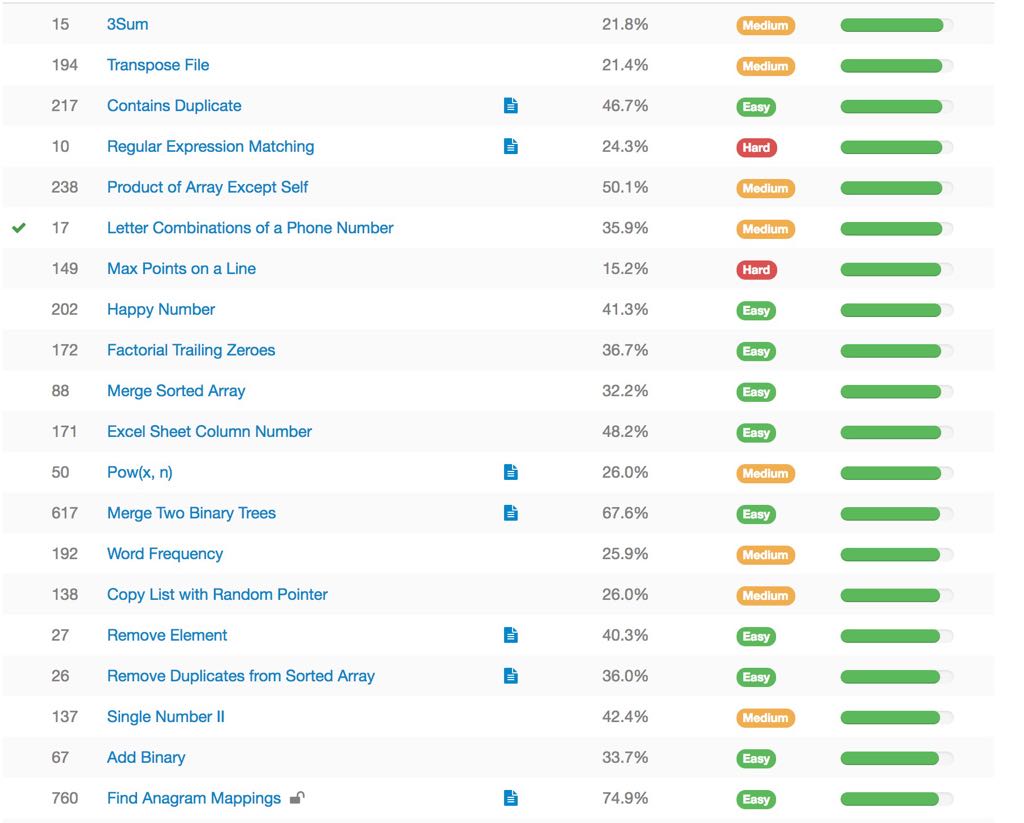 15 3Sum 21.8% Medium
194 Transpose File 21.4% Medium
217 Contains Duplicate 46.7% Easy
10 Regular Expression Matching 24.3% Hard
238 Product of Array Except Self 50.1% Medium
17 Letter Combinations of a Phone Number 35.9% Medium
149 Max Points on a Line 15.2% Hard
202 Happy Number 41.3% Easy
172 Factorial Trailing Zeroes 36.7% Easy
88 Merge Sorted Array 32.2% Easy
171 Excel Sheet Column Number 48.2% Easy
50 Pow(x, n) 26.0% Medium
617 Merge Two Binary Trees 67.6% Easy
192 Word Frequency 25.9% Medium
138 Copy List with Random Pointer 26.0% Medium
27 Remove Element 40.3% Easy
26 Remove Duplicates from Sorted Array 36.0% Easy
137 Single Number II 42.4% Medium
67 Add Binary 33.7% Easy
760 Find Anagram Mappings 74.9% Easy